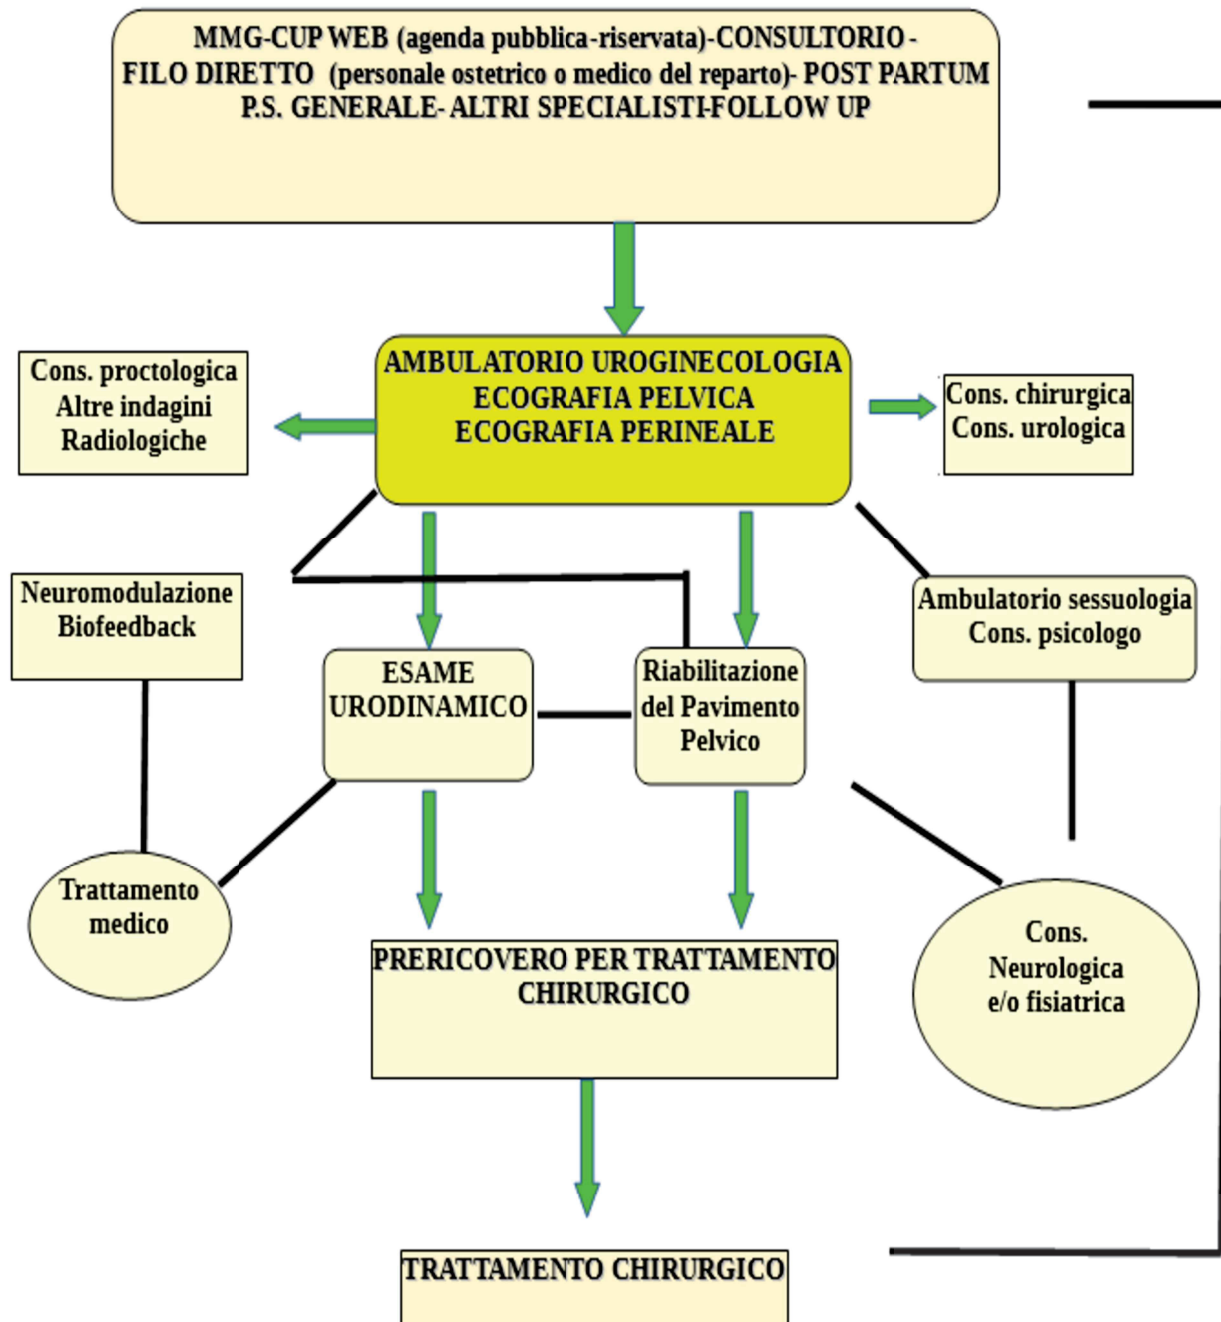 MMG-CUP WEB (agenda pubblica-riservata)-CONSULTORIO -
FILO DIRETTO (personale ostetrico o medico del reparto)- POST PARTUM
P.S. GENERALE- ALTRI SPECIALISTI-FOLLOW UP
AMBULATORIO UROGINECOLOGIA
ECOGRAFIA PELVICA
ECOGRAFIA PERINEALE
Cons. proctologica
Altre indagini
Radiologiche
Cons. chirurgica
Cons. urologica
Neuromodulazione
Biofeedback
Ambulatorio sessuologia
Cons. psicologo
ESAME
URODINAMICO
Riabilitazione
del Pavimento
Pelvico
Trattamento
medico
Cons.
Neurologica
e/o fisiatrica
PRERICOVERO PER TRATTAMENTO
CHIRURGICO
TRATTAMENTO CHIRURGICO